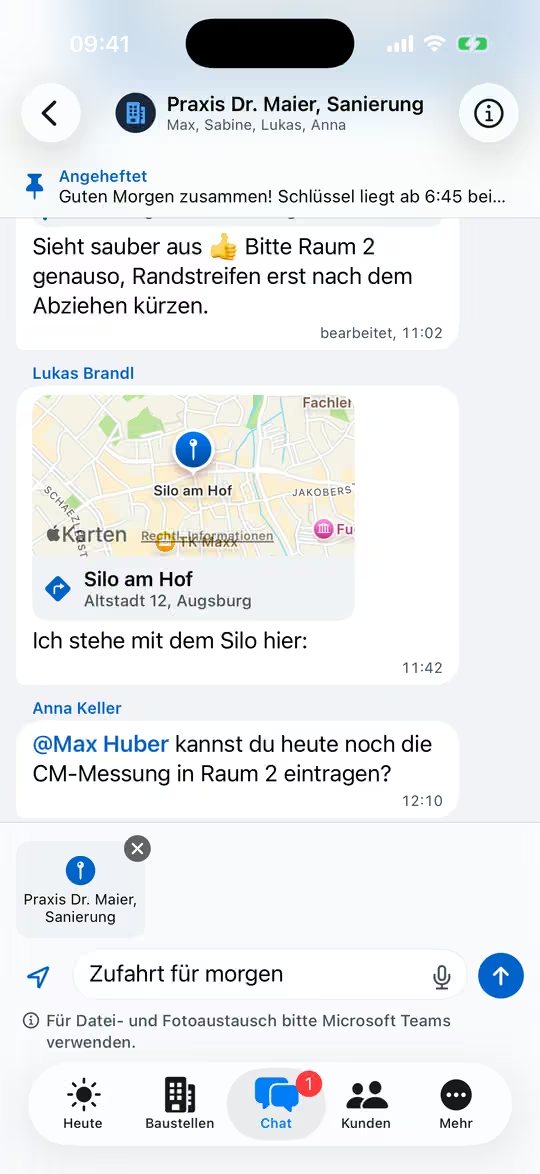 09:41
Praxis Dr. Maier, Sanierung
Max, Sabine, Lukas, Anna
Angeheftet
Guten Morgen zusammen! Schlüssel liegt ab 6:45 bei...
Sieht sauber aus 👍 Bitte Raum 2
genauso, Randstreifen erst nach dem
Abziehen kürzen.
bearbeitet, 11:02
Lukas Brandl
Fachler
Silo am Hof
JAKOBERST
SCHAEZLERST
Karten
Rechtl. Informationen
TK Maxx
Fu
Silo am Hof
Altstadt 12, Augsburg
Ich stehe mit dem Silo hier:
11:42
Anna Keller
@Max Huber kannst du heute noch die
CM-Messung in Raum 2 eintragen?
12:10
Praxis Dr. Maier,
Sanierung
Zufahrt für morgen
Für Datei- und Fotoaustausch bitte Microsoft Teams
verwenden.
1
Heute
Baustellen
Chat
Kunden
Mehr